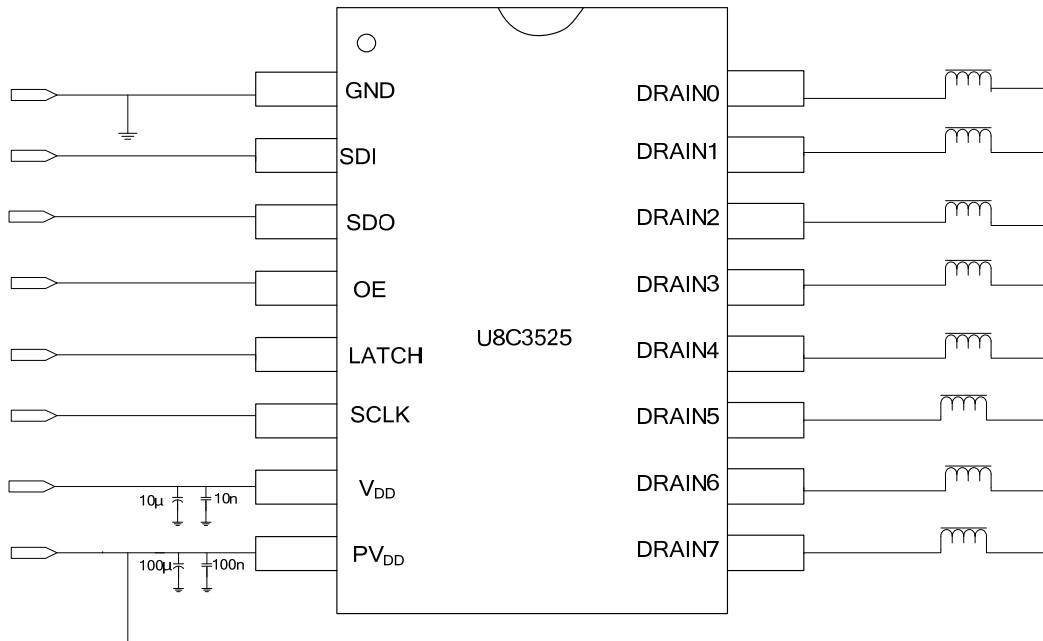 GND
SDI
SDO
OE
LATCH
SCLK
VDD
PVDD
10µ
10n
100µ
100n
U8C3525
DRAIN0
DRAIN1
DRAIN2
DRAIN3
DRAIN4
DRAIN5
DRAIN6
DRAIN7